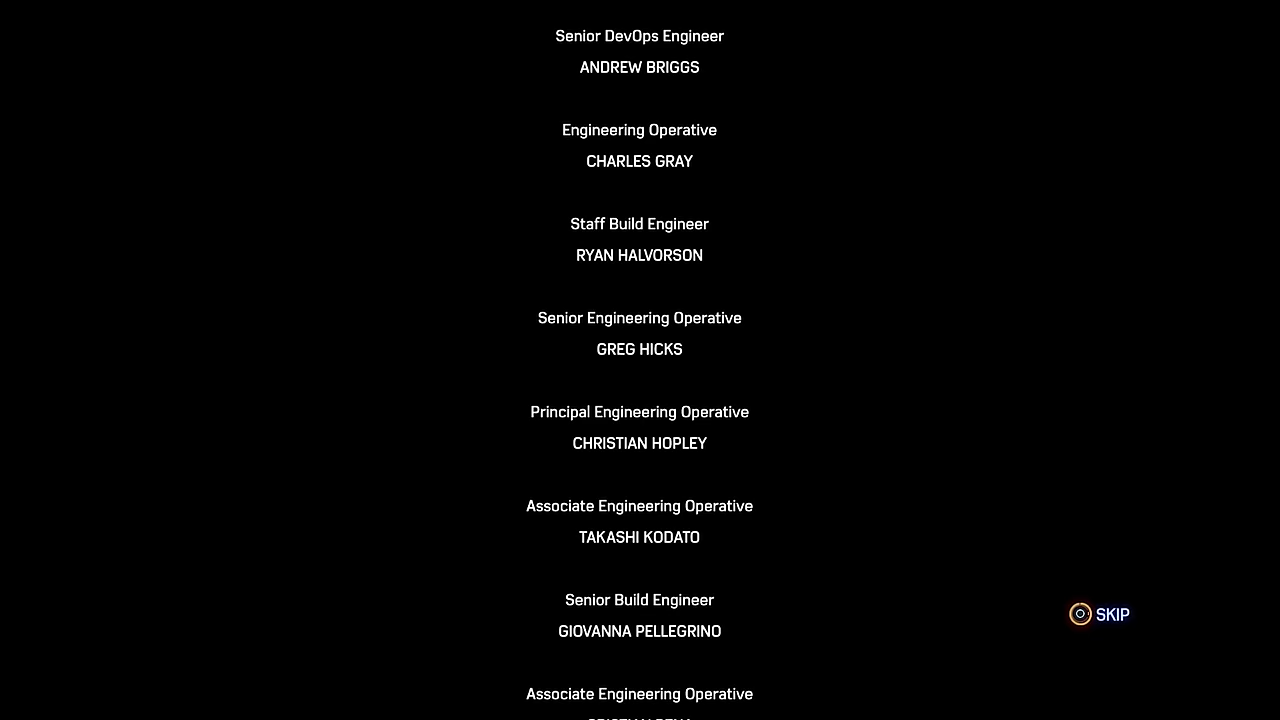 Senior DevOps Engineer
ANDREW BRIGGS
Engineering Operative
CHARLES GRAY
Staff Build Engineer
RYAN HALVORSON
Senior Engineering Operative
GREG HICKS
Principal Engineering Operative
CHRISTIAN HOPLEY
Associate Engineering Operative
TAKASHI KODATO
Senior Build Engineer
SKIP
GIOVANNA PELLEGRINO
Associate Engineering Operative